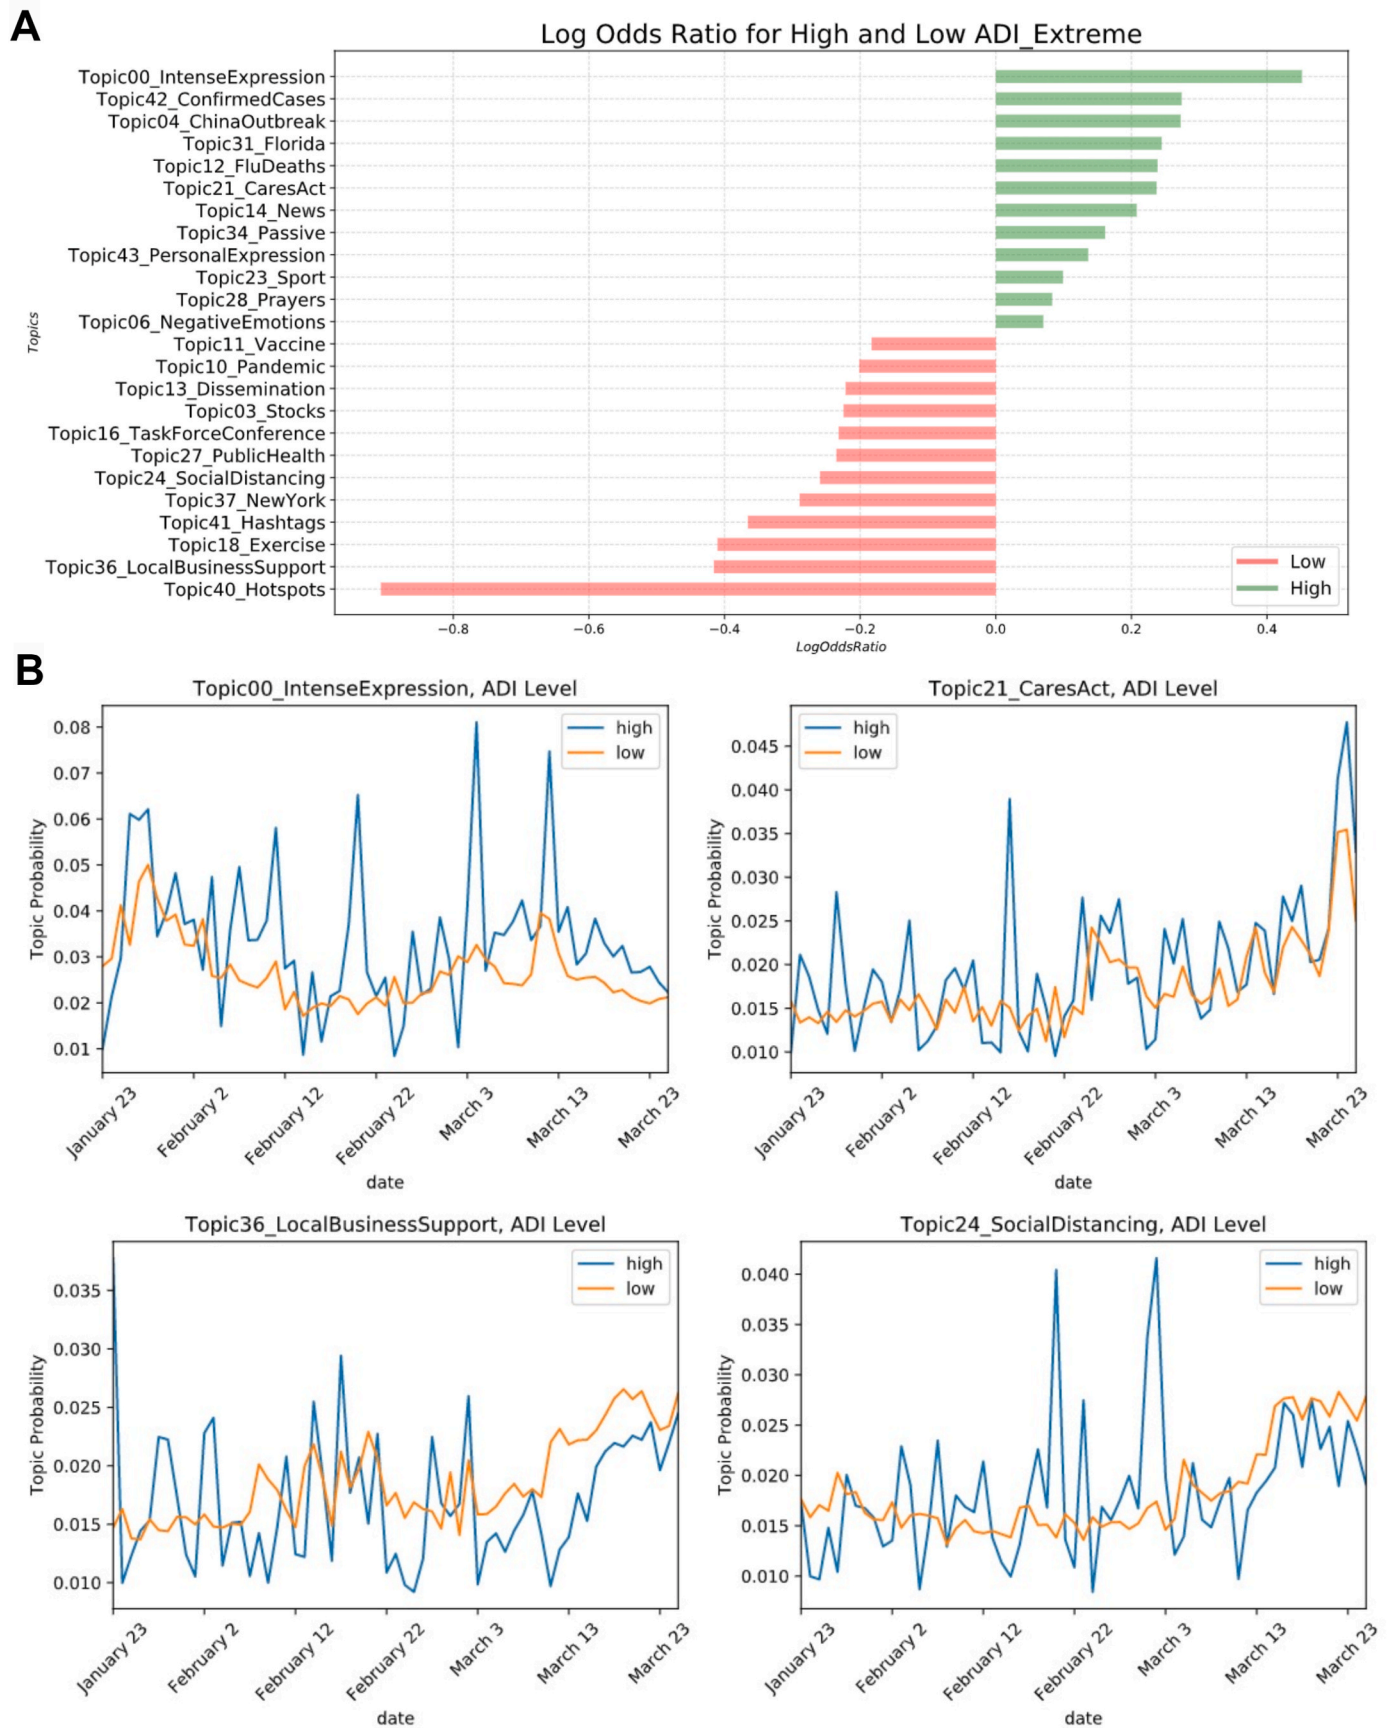 A
Log Odds Ratio for High and Low ADI_Extreme
Topics
Topic00_IntenseExpression
Topic42_ConfirmedCases
Topic04_ChinaOutbreak
Topic31_Florida
Topic12_FluDeaths
Topic21_CaresAct
Topic14_News
Topic34_Passive
Topic43_PersonalExpression
Topic23_Sport
Topic28_Prayers
Topic06_NegativeEmotions
Topic11_Vaccine
Topic10_Pandemic
Topic13_Dissemination
Topic03_Stocks
Topic16_TaskForceConference
Topic27_PublicHealth
Topic24_SocialDistancing
Topic37_NewYork
Topic41_Hashtags
Topic18_Exercise
Topic36_LocalBusinessSupport
Topic40_Hotspots
Low
High
−0.8 −0.6 −0.4 −0.2 0.0 0.2 0.4
LogOddsRatio
B
Topic00_IntenseExpression, ADI Level
high
low
Topic Probability
0.08
0.07
0.06
0.05
0.04
0.03
0.02
0.01
January 23 February 2 February 12 February 22 March 3 March 13 March 23
date
Topic21_CaresAct, ADI Level
high
low
Topic Probability
0.045
0.040
0.035
0.030
0.025
0.020
0.015
0.010
January 23 February 2 February 12 February 22 March 3 March 13 March 23
date
Topic36_LocalBusinessSupport, ADI Level
high
low
Topic Probability
0.035
0.030
0.025
0.020
0.015
0.010
January 23 February 2 February 12 February 22 March 3 March 13 March 23
date
Topic24_SocialDistancing, ADI Level
high
low
Topic Probability
0.040
0.035
0.030
0.025
0.020
0.015
0.010
January 23 February 2 February 12 February 22 March 3 March 13 March 23
date